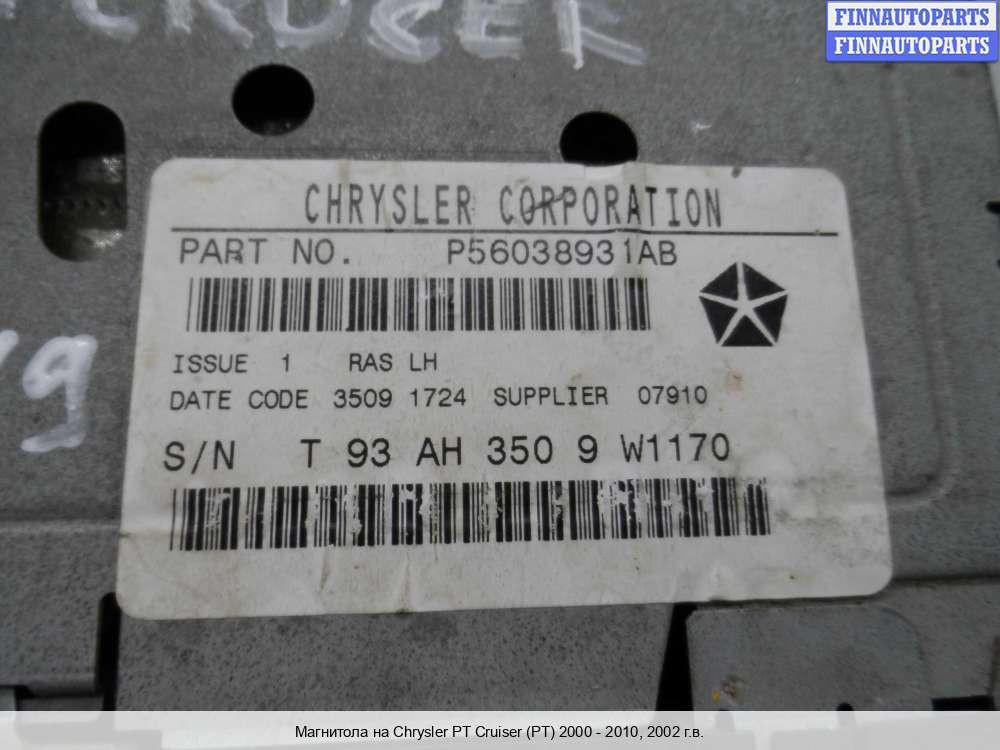 CRUZER
FINNAUTOPARTS
FINNAUTOPARTS
CHRYSLER CORPORATION
PART NO. P56038931AB
ISSUE 1 RAS LH
DATE CODE 3509 1724 SUPPLIER 07910
S/N T 93 AH 350 9 W1170
Магнитола на Chrysler PT Cruiser (PT) 2000 - 2010, 2002 г.в.